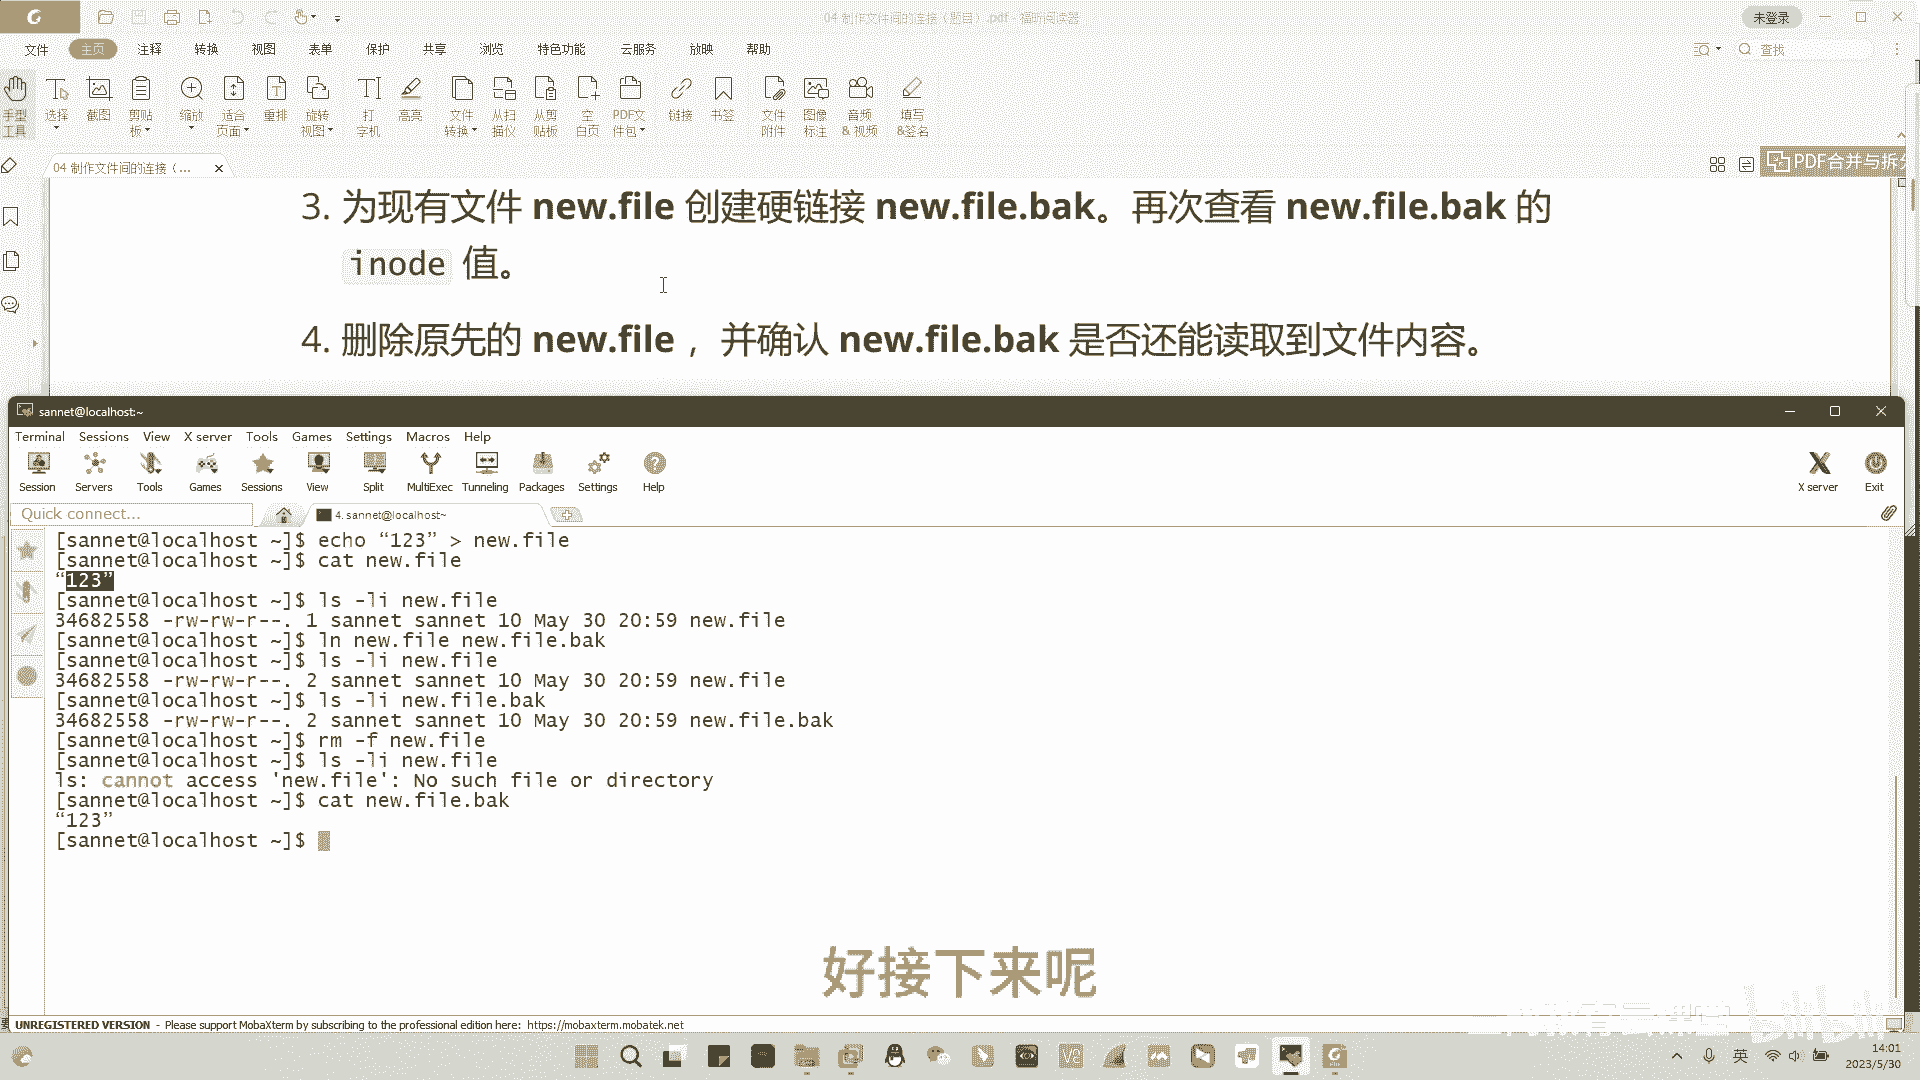 04 制作文件间的连接（题目）.pdf - 福昕阅读器
未登录
文件 主页 注释 转换 视图 表单 保护 共享 浏览 特色功能 云服务 放映 帮助
查找
手型工具 选择 截图 剪贴板 缩放 适合页面 重排 旋转视图 打字机 高亮 文件转换 从扫描仪 从剪贴板 空白页 PDF文件包 链接 书签 文件附件 图像标注 音频&视频 填写&签名
04 制作文件间的连接（ ...
PDF合并与拆分
3. 为现有文件 new.file 创建硬链接 new.file.bak。再次查看 new.file.bak 的
inode 值。
4. 删除原先的 new.file ，并确认 new.file.bak 是否还能读取到文件内容。
sannet@localhost:~
Terminal Sessions View X server Tools Games Settings Macros Help
Session Servers Tools Games Sessions View Split MultiExec Tunneling Packages Settings Help X server Exit
Quick connect...
4. sannet@localhost~
[sannet@localhost ~]$ echo “123” > new.file
[sannet@localhost ~]$ cat new.file
“123”
[sannet@localhost ~]$ ls -li new.file
34682558 -rw-rw-r--. 1 sannet sannet 10 May 30 20:59 new.file
[sannet@localhost ~]$ ln new.file new.file.bak
[sannet@localhost ~]$ ls -li new.file
34682558 -rw-rw-r--. 2 sannet sannet 10 May 30 20:59 new.file
[sannet@localhost ~]$ ls -li new.file.bak
34682558 -rw-rw-r--. 2 sannet sannet 10 May 30 20:59 new.file.bak
[sannet@localhost ~]$ rm -f new.file
[sannet@localhost ~]$ ls -li new.file
ls: cannot access 'new.file': No such file or directory
[sannet@localhost ~]$ cat new.file.bak
“123”
[sannet@localhost ~]$
好接下来呢
bilibili
UNREGISTERED VERSION - Please support MobaXterm by subscribing to the professional edition here: https://mobaxterm.mobatek.net
英
14:01
2023/5/30